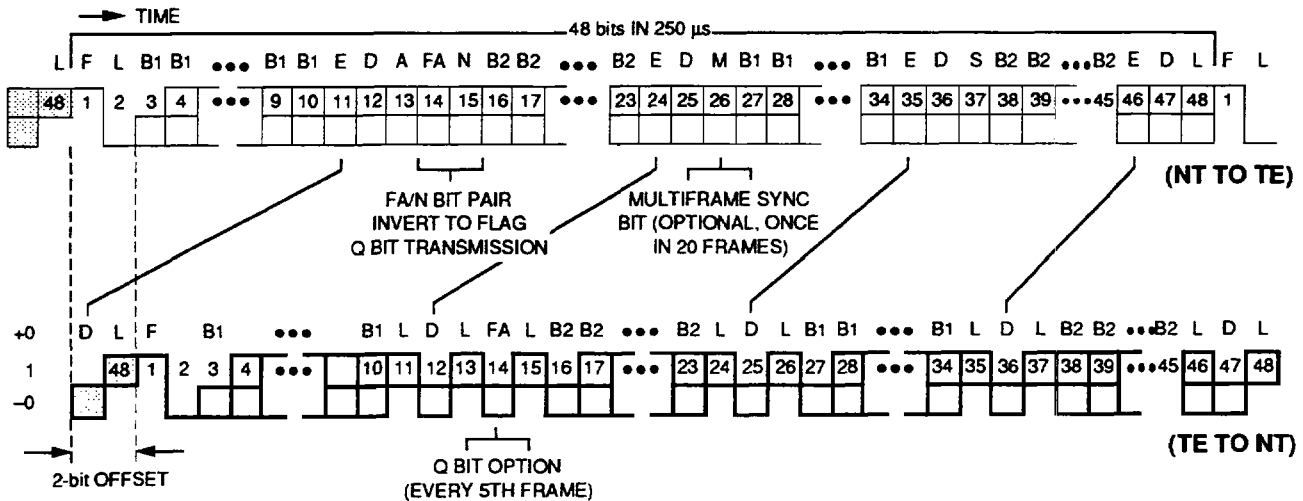 TIME
48 bits IN 250 µs
L F L B1 B1 ••• B1 B1 E D A FA N B2 B2 ••• B2 E D M B1 B1 ••• B1 E D S B2 B2 ••• B2 E D L F L
48 1 2 3 4 ••• 9 10 11 12 13 14 15 16 17 ••• 23 24 25 26 27 28 ••• 34 35 36 37 38 39 ••• 45 46 47 48 1
(NT TO TE)
FA/N BIT PAIR
INVERT TO FLAG
Q BIT TRANSMISSION
MULTIFRAME SYNC
BIT (OPTIONAL, ONCE
IN 20 FRAMES)
+0 D L F B1 ••• B1 L D L FA L B2 B2 ••• B2 L D L B1 B1 ••• B1 L D L B2 B2 ••• B2 L D L
1 48 1 2 3 4 ••• 10 11 12 13 14 15 16 17 ••• 23 24 25 26 27 28 ••• 34 35 36 37 38 39 ••• 45 46 47 48
–0
(TE TO NT)
2-bit OFFSET
Q BIT OPTION
(EVERY 5TH FRAME)